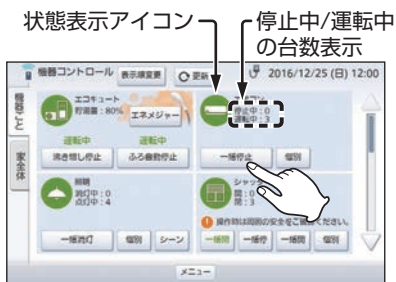 状態表示アイコン
停止中/運転中
の台数表示
機器コントロール
表示順変更
更新
2016/12/25 (日) 12:00
機器ごと
家全体
エコキュート
貯湯量:80%
エネメジャー
運転中
運転中
沸き増し停止
ふろ自動停止
エアコン
停止中:0
運転中:3
一括停止
個別
照明
消灯中:0
点灯中:4
一括消灯
個別
シーン
シャッター
開:0
閉:3
操作時は周囲の安全をご確認ください。
一括開
一括停
一括閉
個別
メニュー